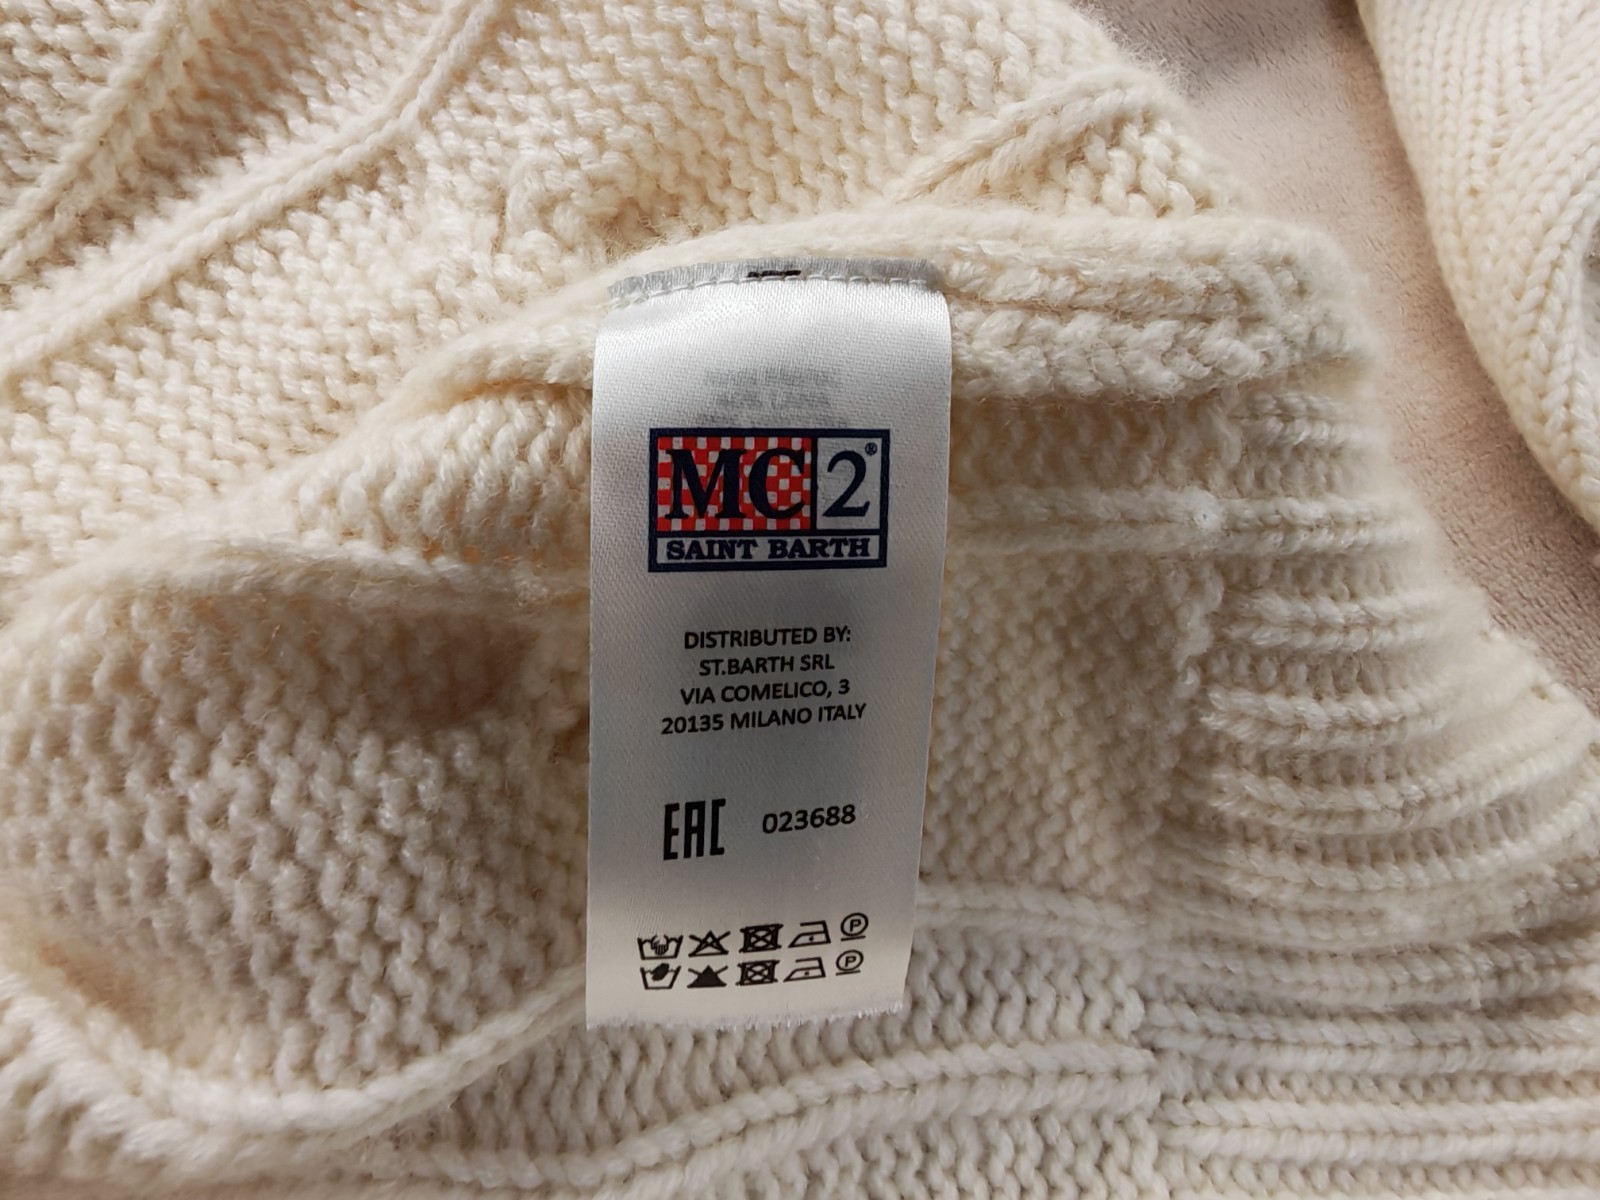 MC2®
SAINT BARTH
DISTRIBUTED BY:
ST.BARTH SRL
VIA COMELICO, 3
20135 MILANO ITALY
EAC 023688
P
P